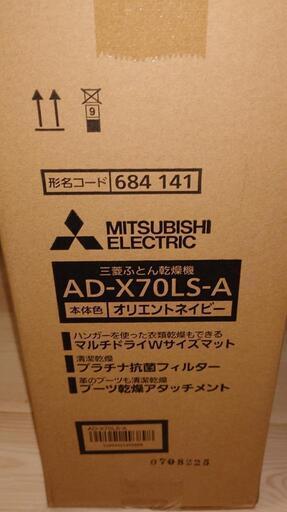 9
形名コード 684 141
MITSUBISHI
ELECTRIC
三菱ふとん乾燥機
AD-X70LS-A
本体色 オリエントネイビー
ハンガーを使った衣類乾燥もできる
マルチドライWサイズマット
清潔乾燥
プラチナ抗菌フィルター
革のブーツも清潔乾燥
ブーツ乾燥アタッチメント
AD-X70LS-A
0708225